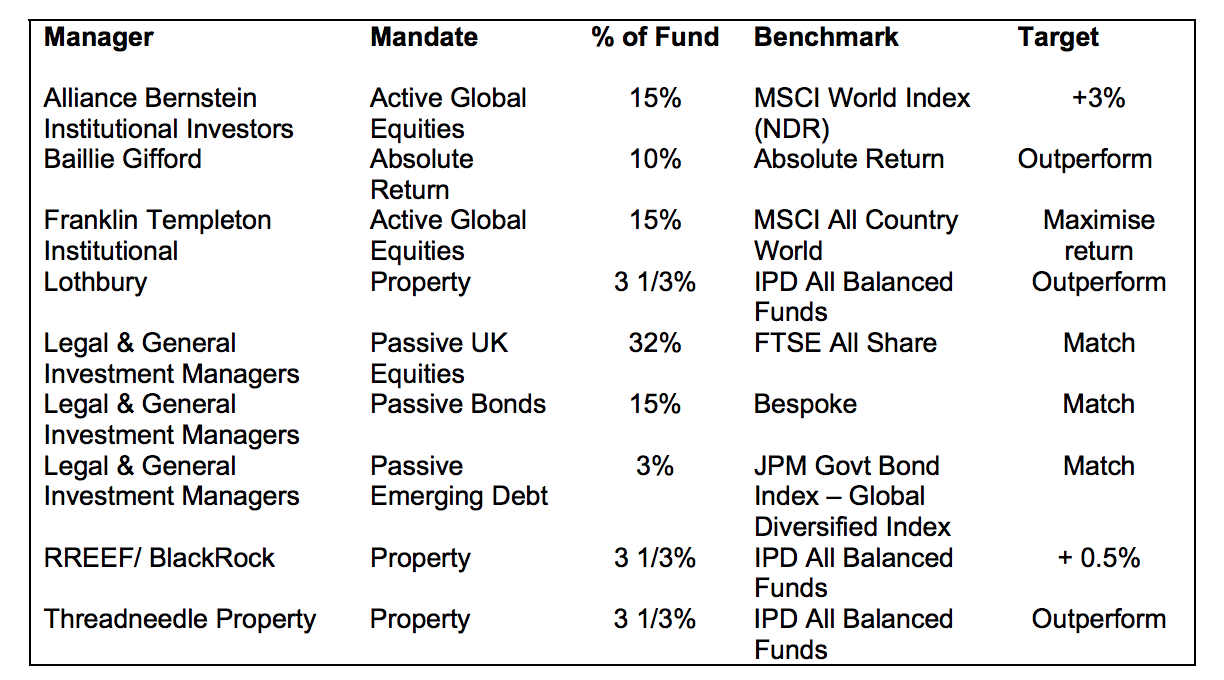 Manager Mandate % of Fund Benchmark Target
Alliance Bernstein Active Global 15% MSCI World Index +3%
Institutional Investors Equities (NDR)
Baillie Gifford Absolute 10% Absolute Return Outperform
Return
Franklin Templeton Active Global 15% MSCI All Country Maximise
Institutional Equities World return
Lothbury Property 3 1/3% IPD All Balanced Outperform
Funds
Legal & General Passive UK 32% FTSE All Share Match
Investment Managers Equities
Legal & General Passive Bonds 15% Bespoke Match
Investment Managers
Legal & General Passive 3% JPM Govt Bond Match
Investment Managers Emerging Debt Index – Global
Diversified Index
RREEF/ BlackRock Property 3 1/3% IPD All Balanced + 0.5%
Funds
Threadneedle Property Property 3 1/3% IPD All Balanced Outperform
Funds